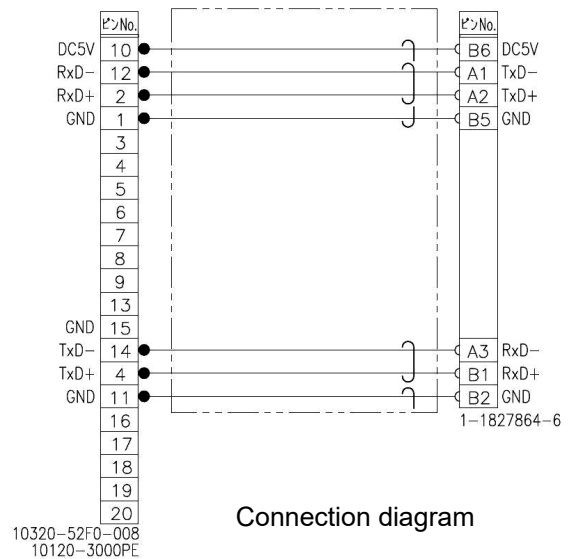 ピンNo. ピンNo.
DC5V 10 B6 DC5V
RxD- 12 A1 TxD-
RxD+ 2 A2 TxD+
GND 1 B5 GND
3
4
5
6
7
8
9
13
GND 15
TxD- 14 A3 RxD-
TxD+ 4 B1 RxD+
GND 11 B2 GND
16 1-1827864-6
17
18
19
20
10320-52F0-008
10120-3000PE
Connection diagram